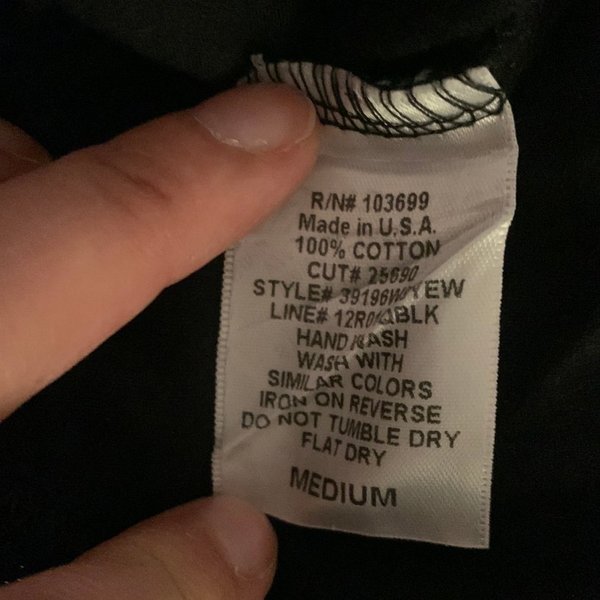 R/N# 103699
Made in U.S.A.
100% COTTON
CUT# 25690
STYLE#
LINE#
HAND WASH
WASH WITH
SIMILAR COLORS
IRON ON REVERSE
DO NOT TUMBLE DRY
FLAT DRY
MEDIUM